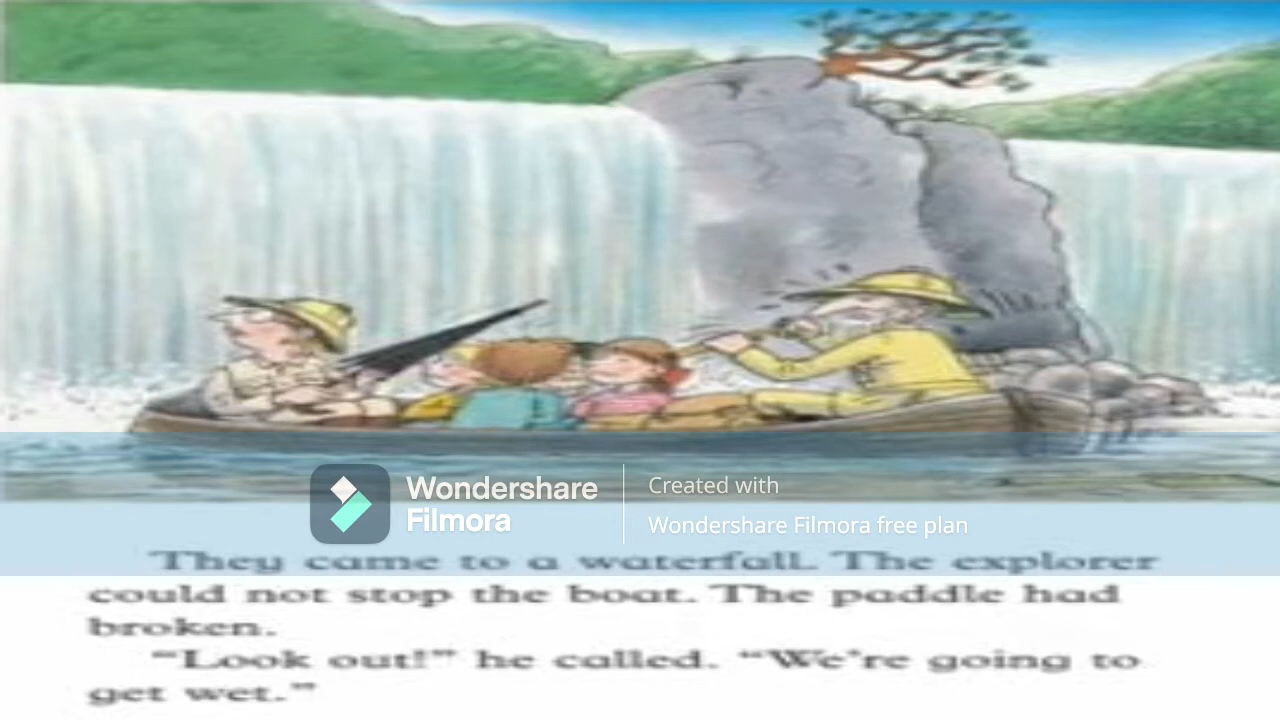 Wondershare
Filmora
Created with
Wondershare Filmora free plan
They came to a waterfall. The explorer
could not stop the boat. The paddle had
broken.
“Look out!” he called. “We’re going to
get wet.”